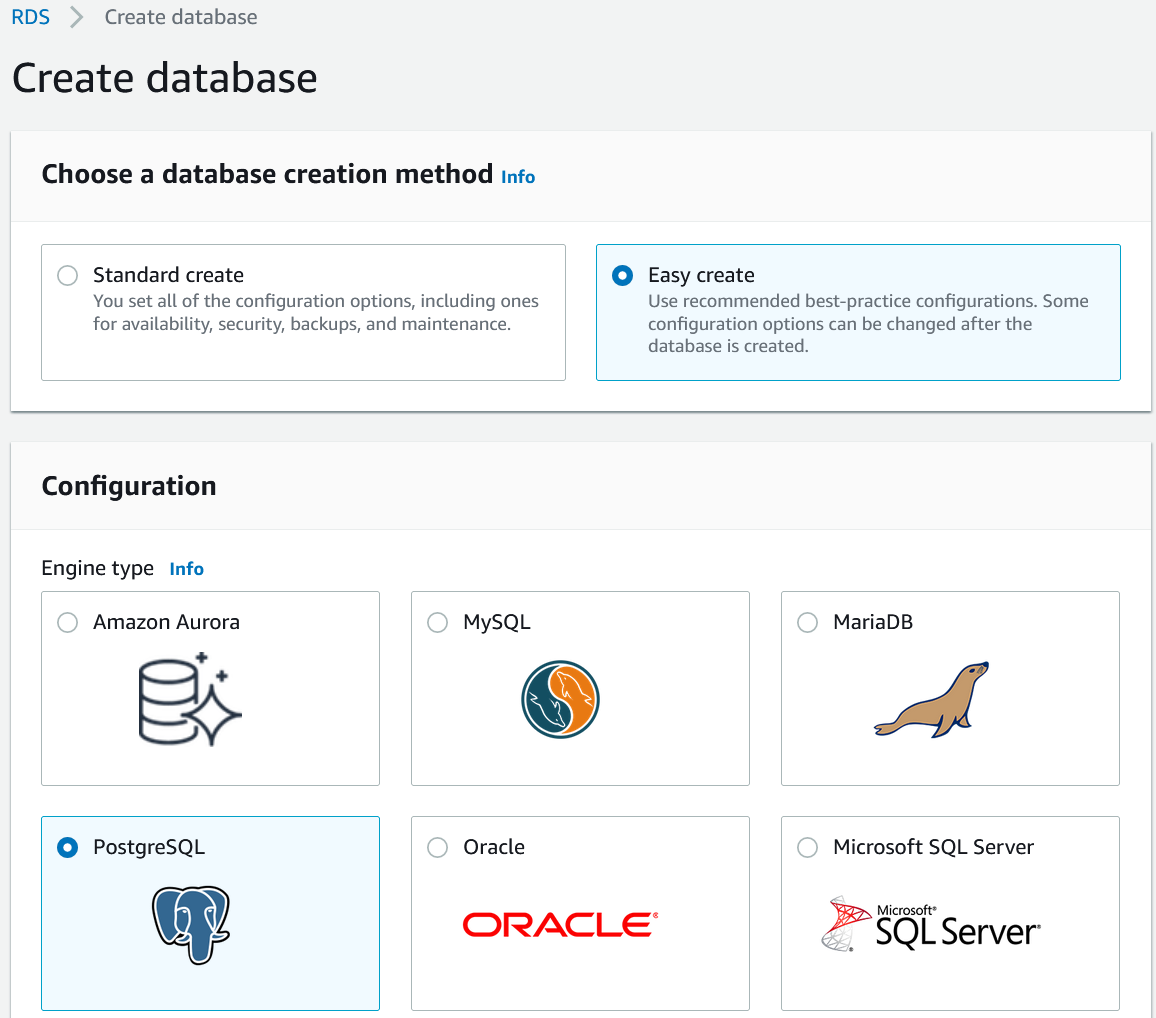 RDS > Create database
Create database
Choose a database creation method Info
Standard create
You set all of the configuration options, including ones
for availability, security, backups, and maintenance.
Easy create
Use recommended best-practice configurations. Some
configuration options can be changed after the
database is created.
Configuration
Engine type Info
Amazon Aurora
MySQL
MariaDB
PostgreSQL
Oracle
ORACLE®
Microsoft SQL Server
Microsoft®
SQL Server®